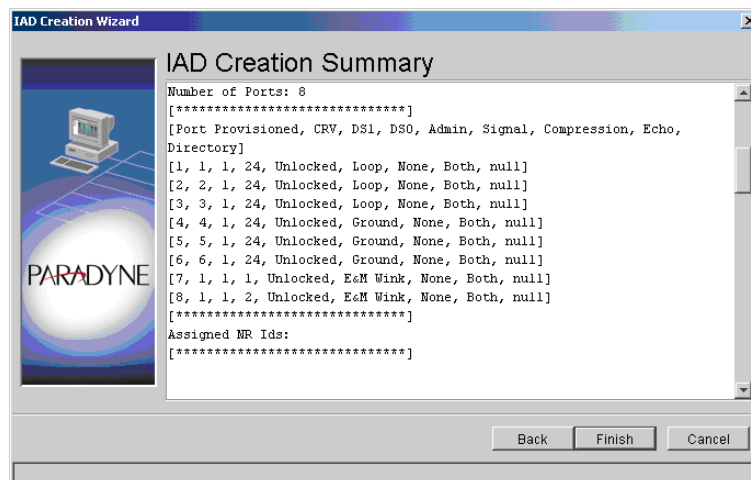 IAD Creation Wizard
IAD Creation Summary
Number of Ports: 8
[******************************]
[Port Provisioned, CRV, DS1, DS0, Admin, Signal, Compression, Echo,
Directory]
[1, 1, 1, 24, Unlocked, Loop, None, Both, null]
[2, 2, 1, 24, Unlocked, Loop, None, Both, null]
[3, 3, 1, 24, Unlocked, Loop, None, Both, null]
[4, 4, 1, 24, Unlocked, Ground, None, Both, null]
[5, 5, 1, 24, Unlocked, Ground, None, Both, null]
[6, 6, 1, 24, Unlocked, Ground, None, Both, null]
[7, 1, 1, 1, Unlocked, E&M Wink, None, Both, null]
[8, 1, 1, 2, Unlocked, E&M Wink, None, Both, null]
[******************************]
Assigned NR Ids:
[******************************]
PARADYNE
Back
Finish
Cancel